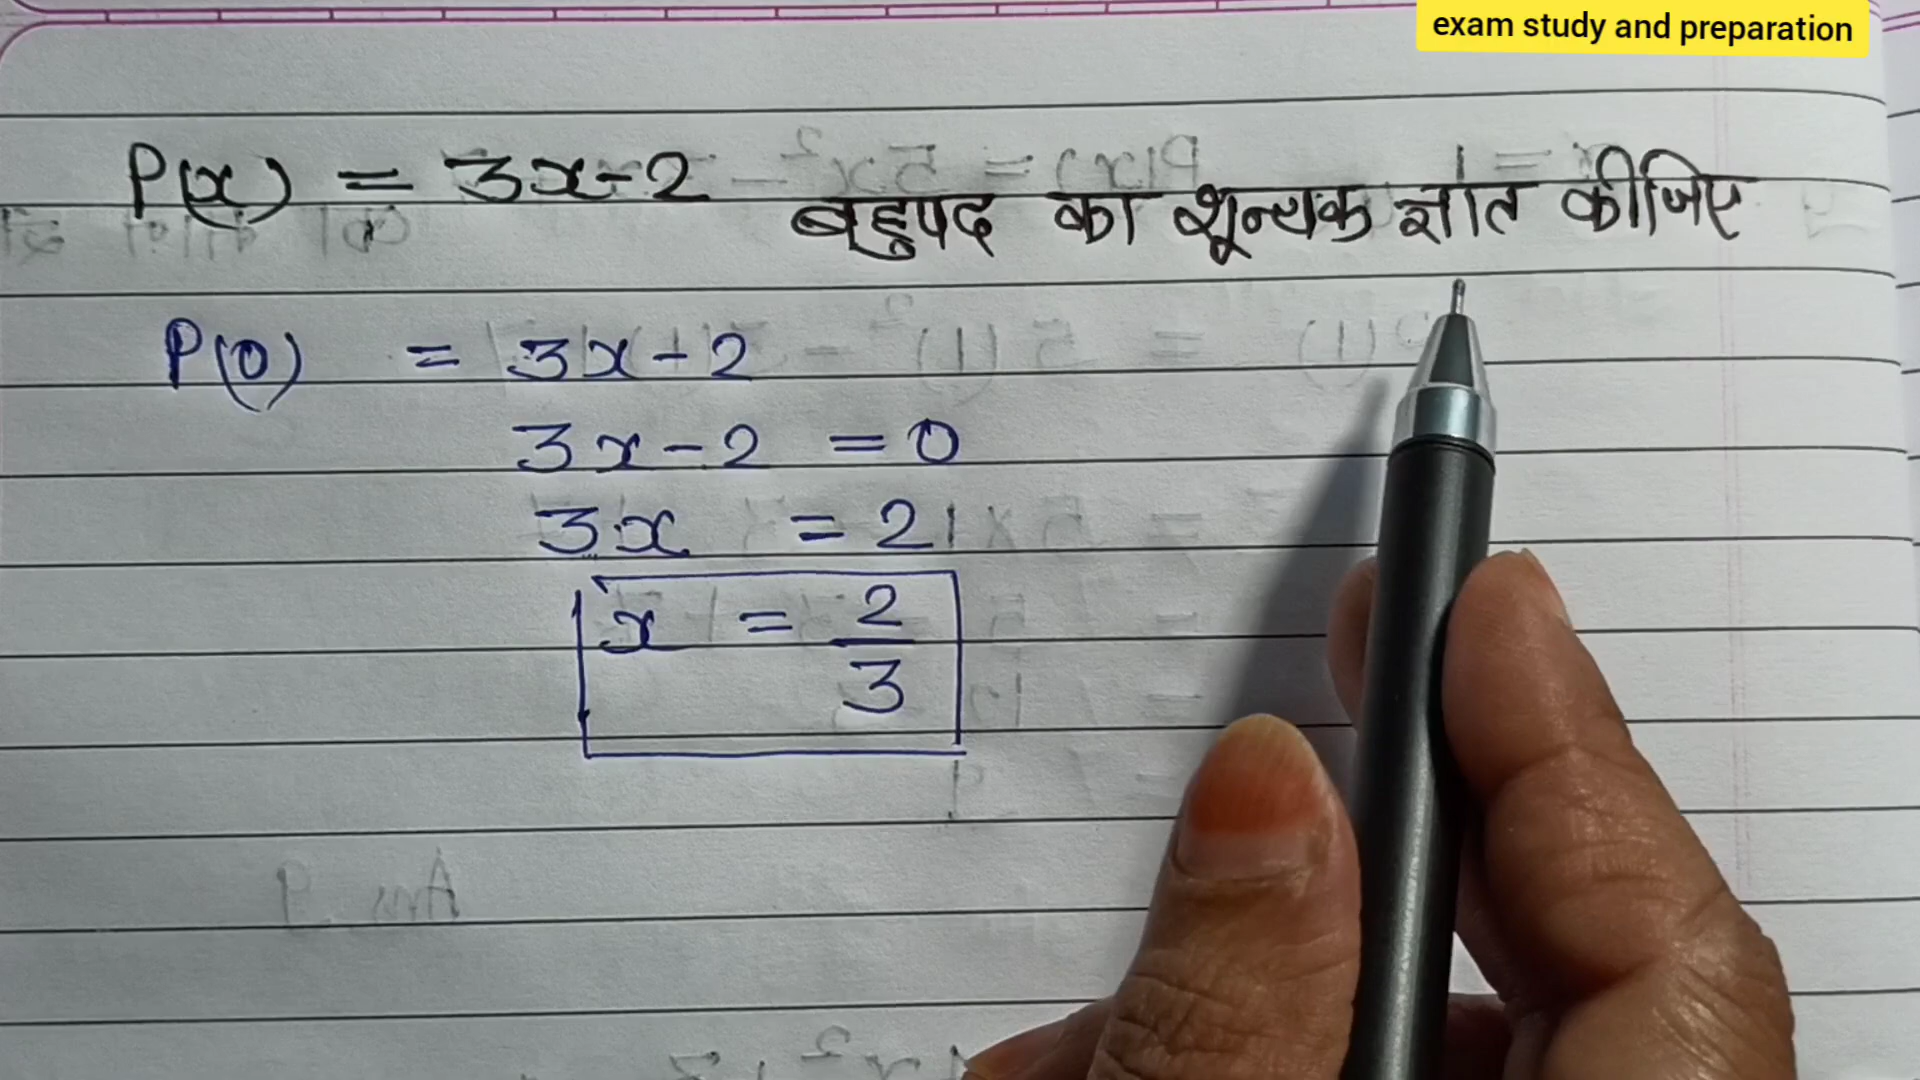 exam study and preparation
P(x) = 3x-2 बहुपद का शून्यक ज्ञात कीजिए
P(0) = 3x-2
3x-2 = 0
3x = 2
x = 2/3